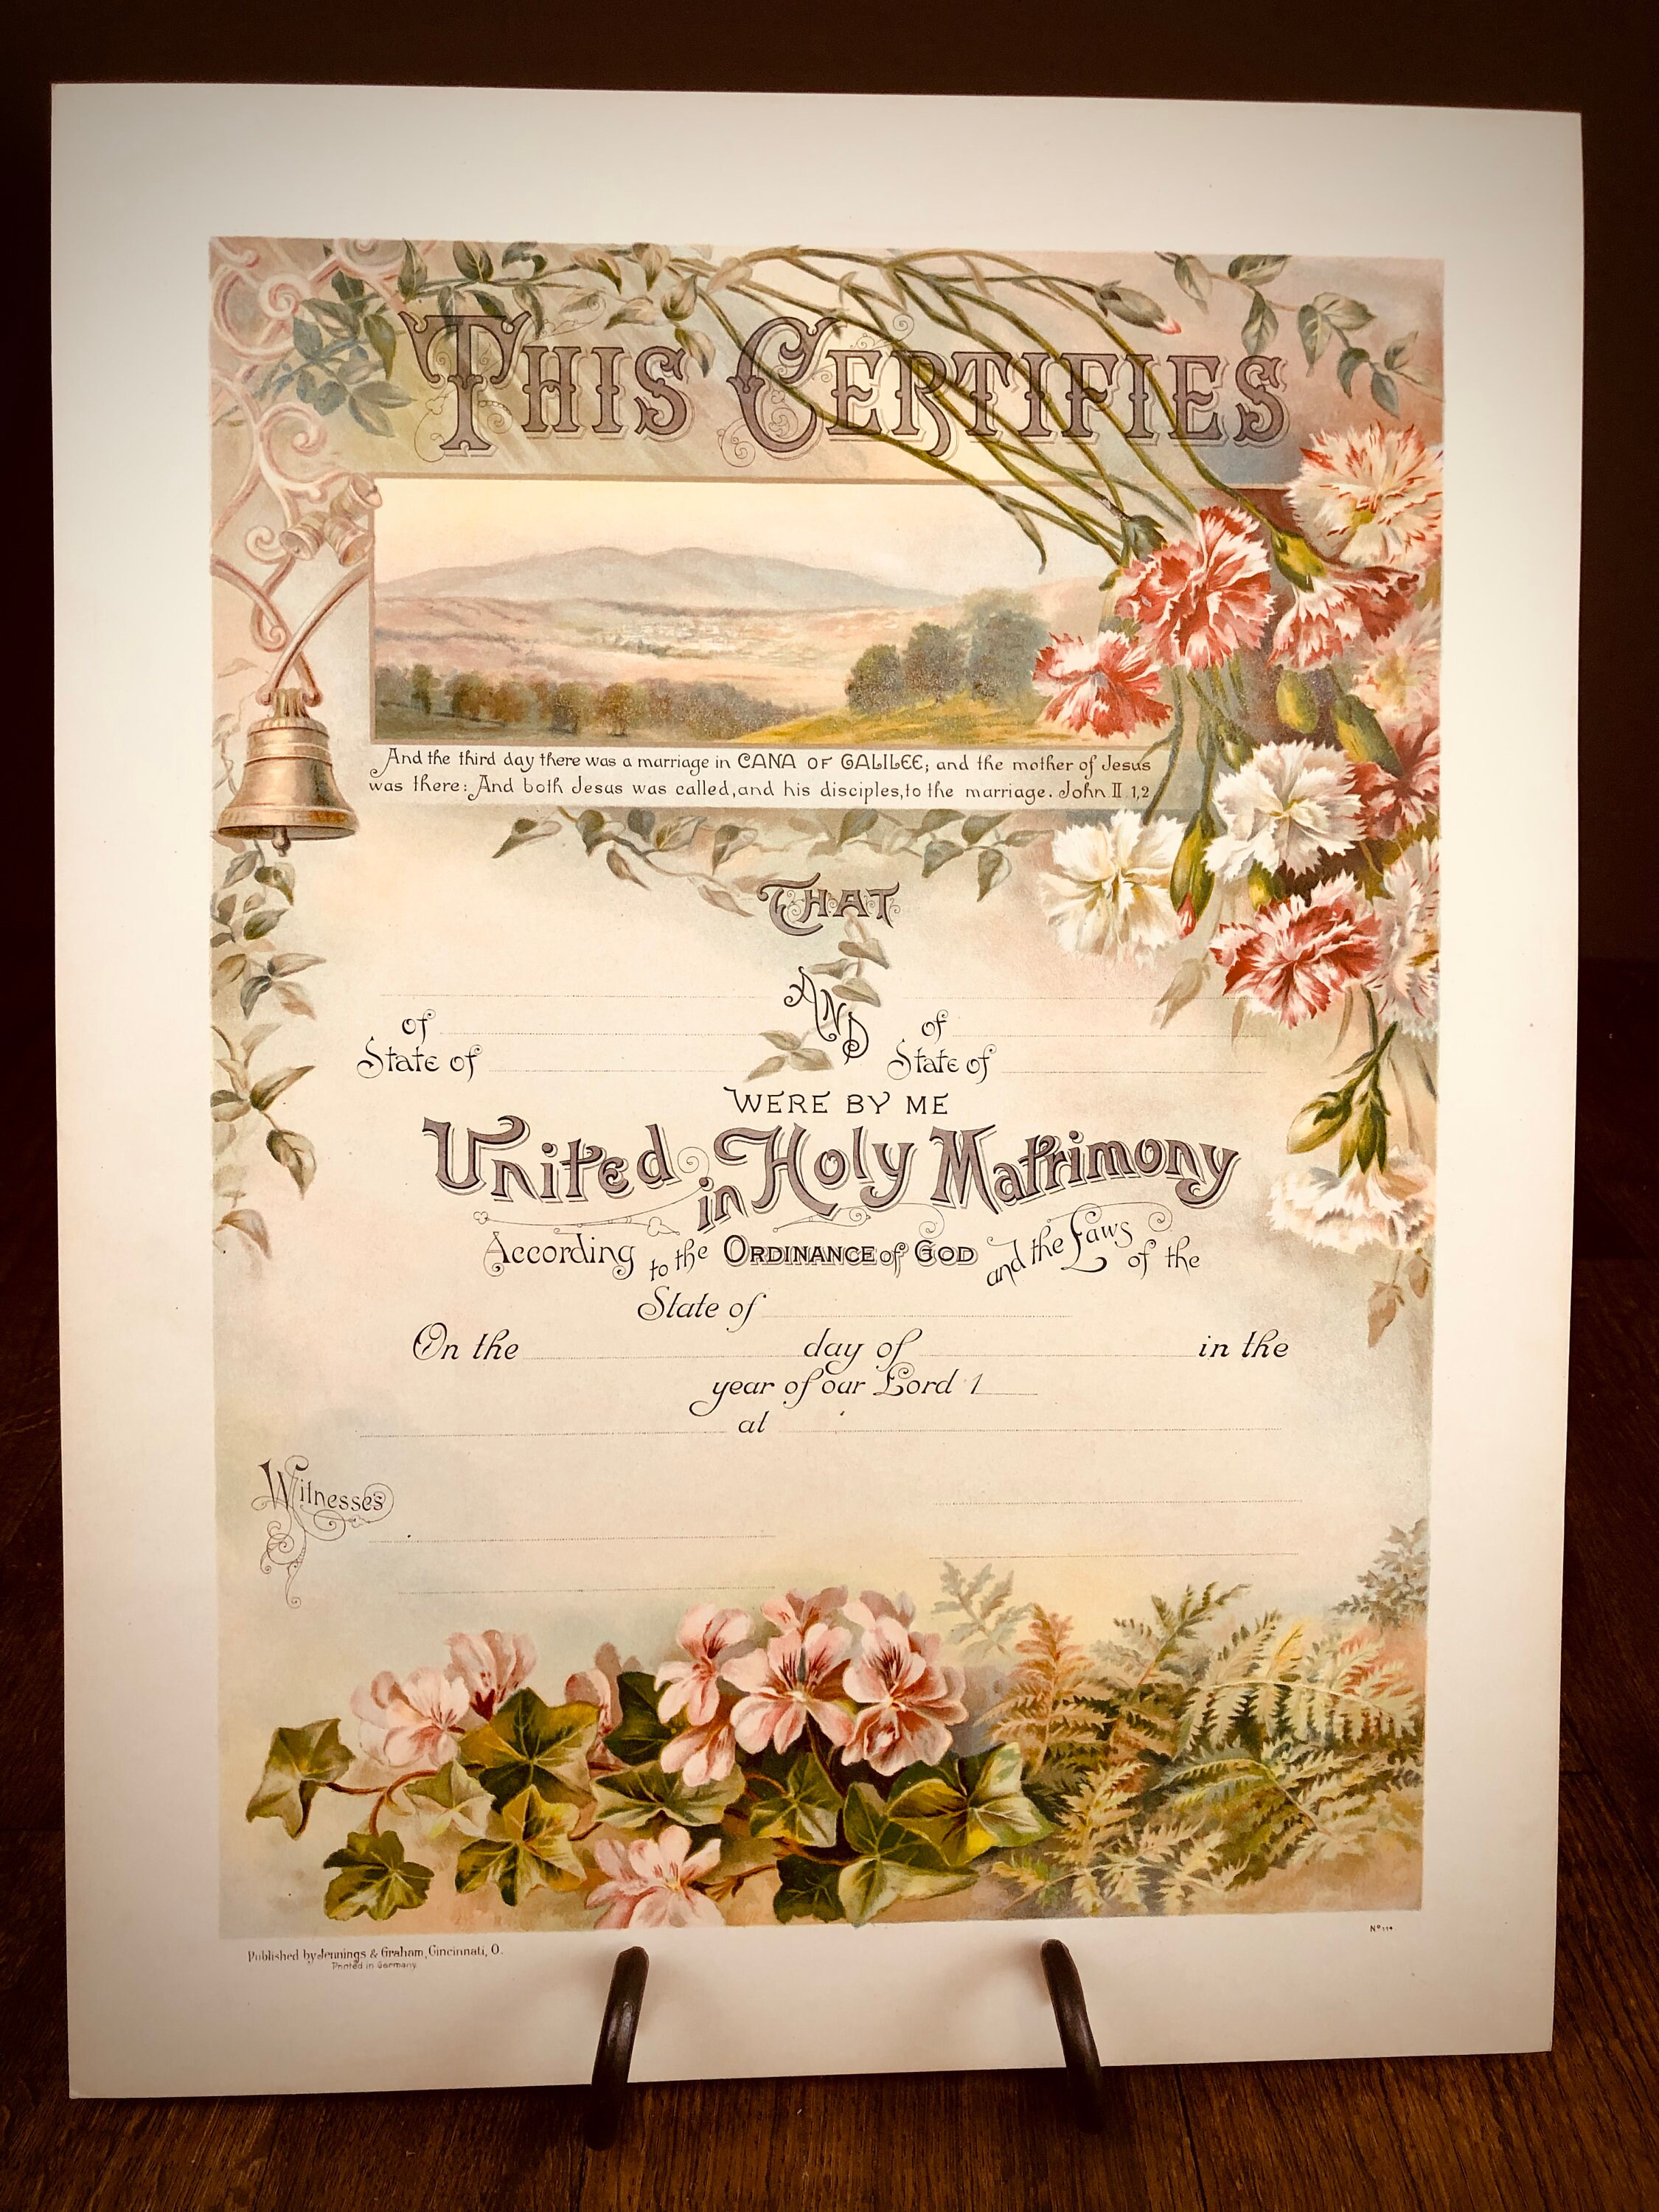 THIS CERTIFIES
And the third day there was a marriage in CANA OF GALILEE; and the mother of Jesus
was there: And both Jesus was called, and his disciples, to the marriage. John II 1,2
THAT
AND
of of
State of State of
WERE BY ME
United in Holy Matrimony
According to the ORDINANCE of GOD and the Laws of the
State of
On the day of in the
year of our Lord 1
at
Witnesses
Published by Jennings & Graham, Cincinnati, O.
Printed in Germany.
No 114